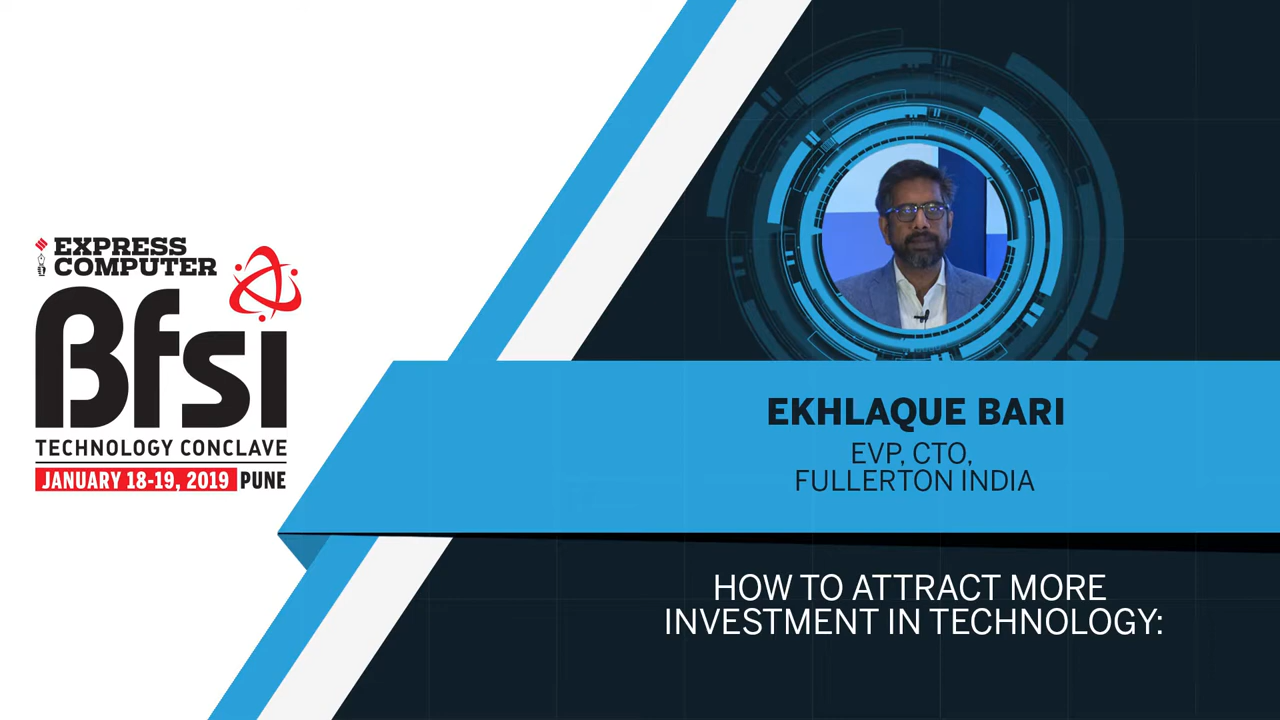 EXPRESS
COMPUTER
Bfsi
TECHNOLOGY CONCLAVE
JANUARY 18-19, 2019 PUNE
EKHLAQUE BARI
EVP, CTO,
FULLERTON INDIA
HOW TO ATTRACT MORE
INVESTMENT IN TECHNOLOGY: